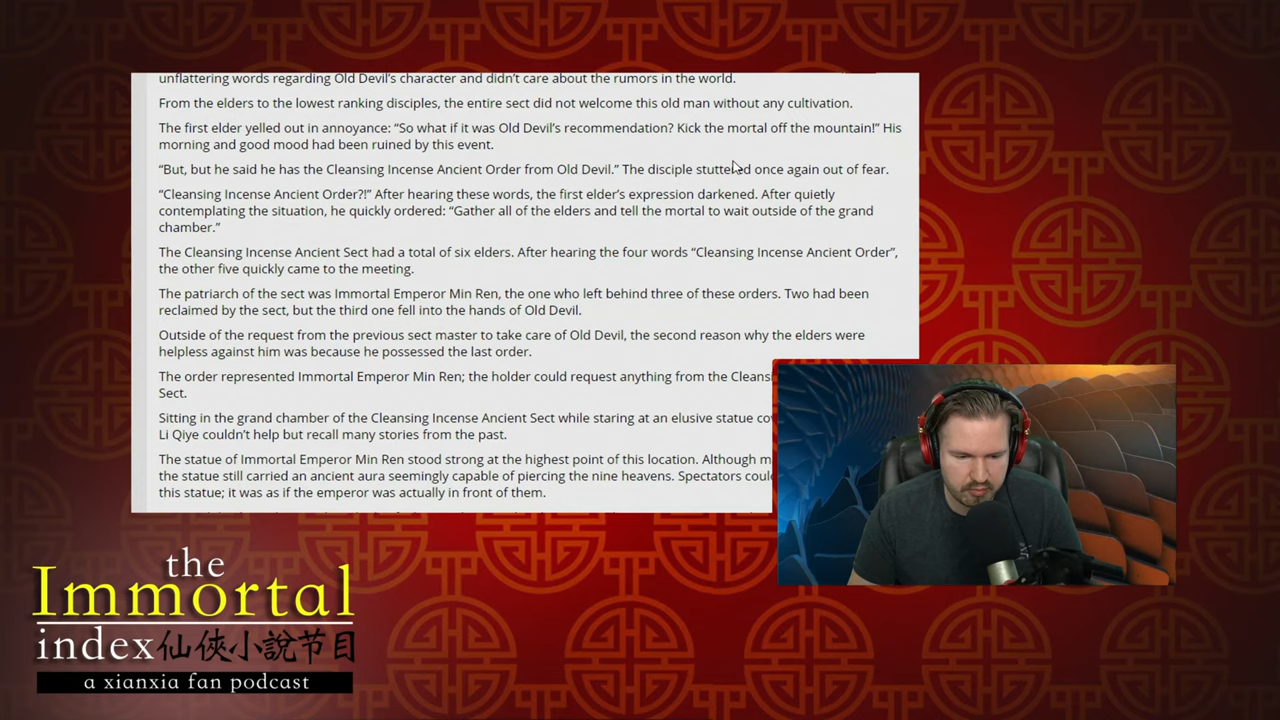 unflattering words regarding Old Devil's character and didn't care about the rumors in the world.
From the elders to the lowest ranking disciples, the entire sect did not welcome this old man without any cultivation.
The first elder yelled out in annoyance: “So what if it was Old Devil's recommendation? Kick the mortal off the mountain!” His
morning and good mood had been ruined by this event.
“But, but he said he has the Cleansing Incense Ancient Order from Old Devil.” The disciple stuttered once again out of fear.
“Cleansing Incense Ancient Order?!” After hearing these words, the first elder's expression darkened. After quietly
contemplating the situation, he quickly ordered: “Gather all of the elders and tell the mortal to wait outside of the grand
chamber.”
The Cleansing Incense Ancient Sect had a total of six elders. After hearing the four words “Cleansing Incense Ancient Order”,
the other five quickly came to the meeting.
The patriarch of the sect was Immortal Emperor Min Ren, the one who left behind three of these orders. Two had been
reclaimed by the sect, but the third one fell into the hands of Old Devil.
Outside of the request from the previous sect master to take care of Old Devil, the second reason why the elders were
helpless against him was because he possessed the last order.
The order represented Immortal Emperor Min Ren; the holder could request anything from the
Sect.
Sitting in the grand chamber of the Cleansing Incense Ancient Sect while staring at an elusive statue
Li Qiye couldn't help but recall many stories from the past.
The statue of Immortal Emperor Min Ren stood strong at the highest point of this location. Although
the statue still carried an ancient aura seemingly capable of piercing the nine heavens. Spectators
this statue; it was as if the emperor was actually in front of them.
the
Immortal
index仙俠小說节目
a xianxia fan podcast